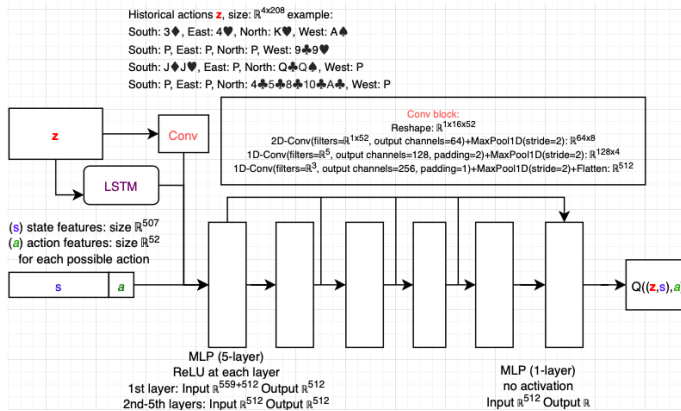 Historical actions z, size: ℝ^4x208 example:
South: 3♦, East: 4♥, North: K♥, West: A♠
South: P, East: P, North: P, West: 9♣9♥
South: J♦J♥, East: P, North: Q♣Q♠, West: P
South: P, East: P, North: 4♣5♣8♣10♣A♣, West: P
z
Conv
LSTM
Conv block:
Reshape: ℝ^1x16x52
2D-Conv(filters=ℝ^1x52, output channels=64)+MaxPool1D(stride=2): ℝ^64x8
1D-Conv(filters=ℝ^5, output channels=128, padding=2)+MaxPool1D(stride=2): ℝ^128x4
1D-Conv(filters=ℝ^3, output channels=256, padding=1)+MaxPool1D(stride=2)+Flatten: ℝ^512
(s) state features: size ℝ^507
(a) action features: size ℝ^52
for each possible action
s a
Q((z,s),a
MLP (5-layer)
ReLU at each layer
1st layer: Input ℝ^559+512 Output ℝ^512
2nd-5th layers: Input ℝ^512 Output ℝ^512
MLP (1-layer)
no activation
Input ℝ^512 Output ℝ